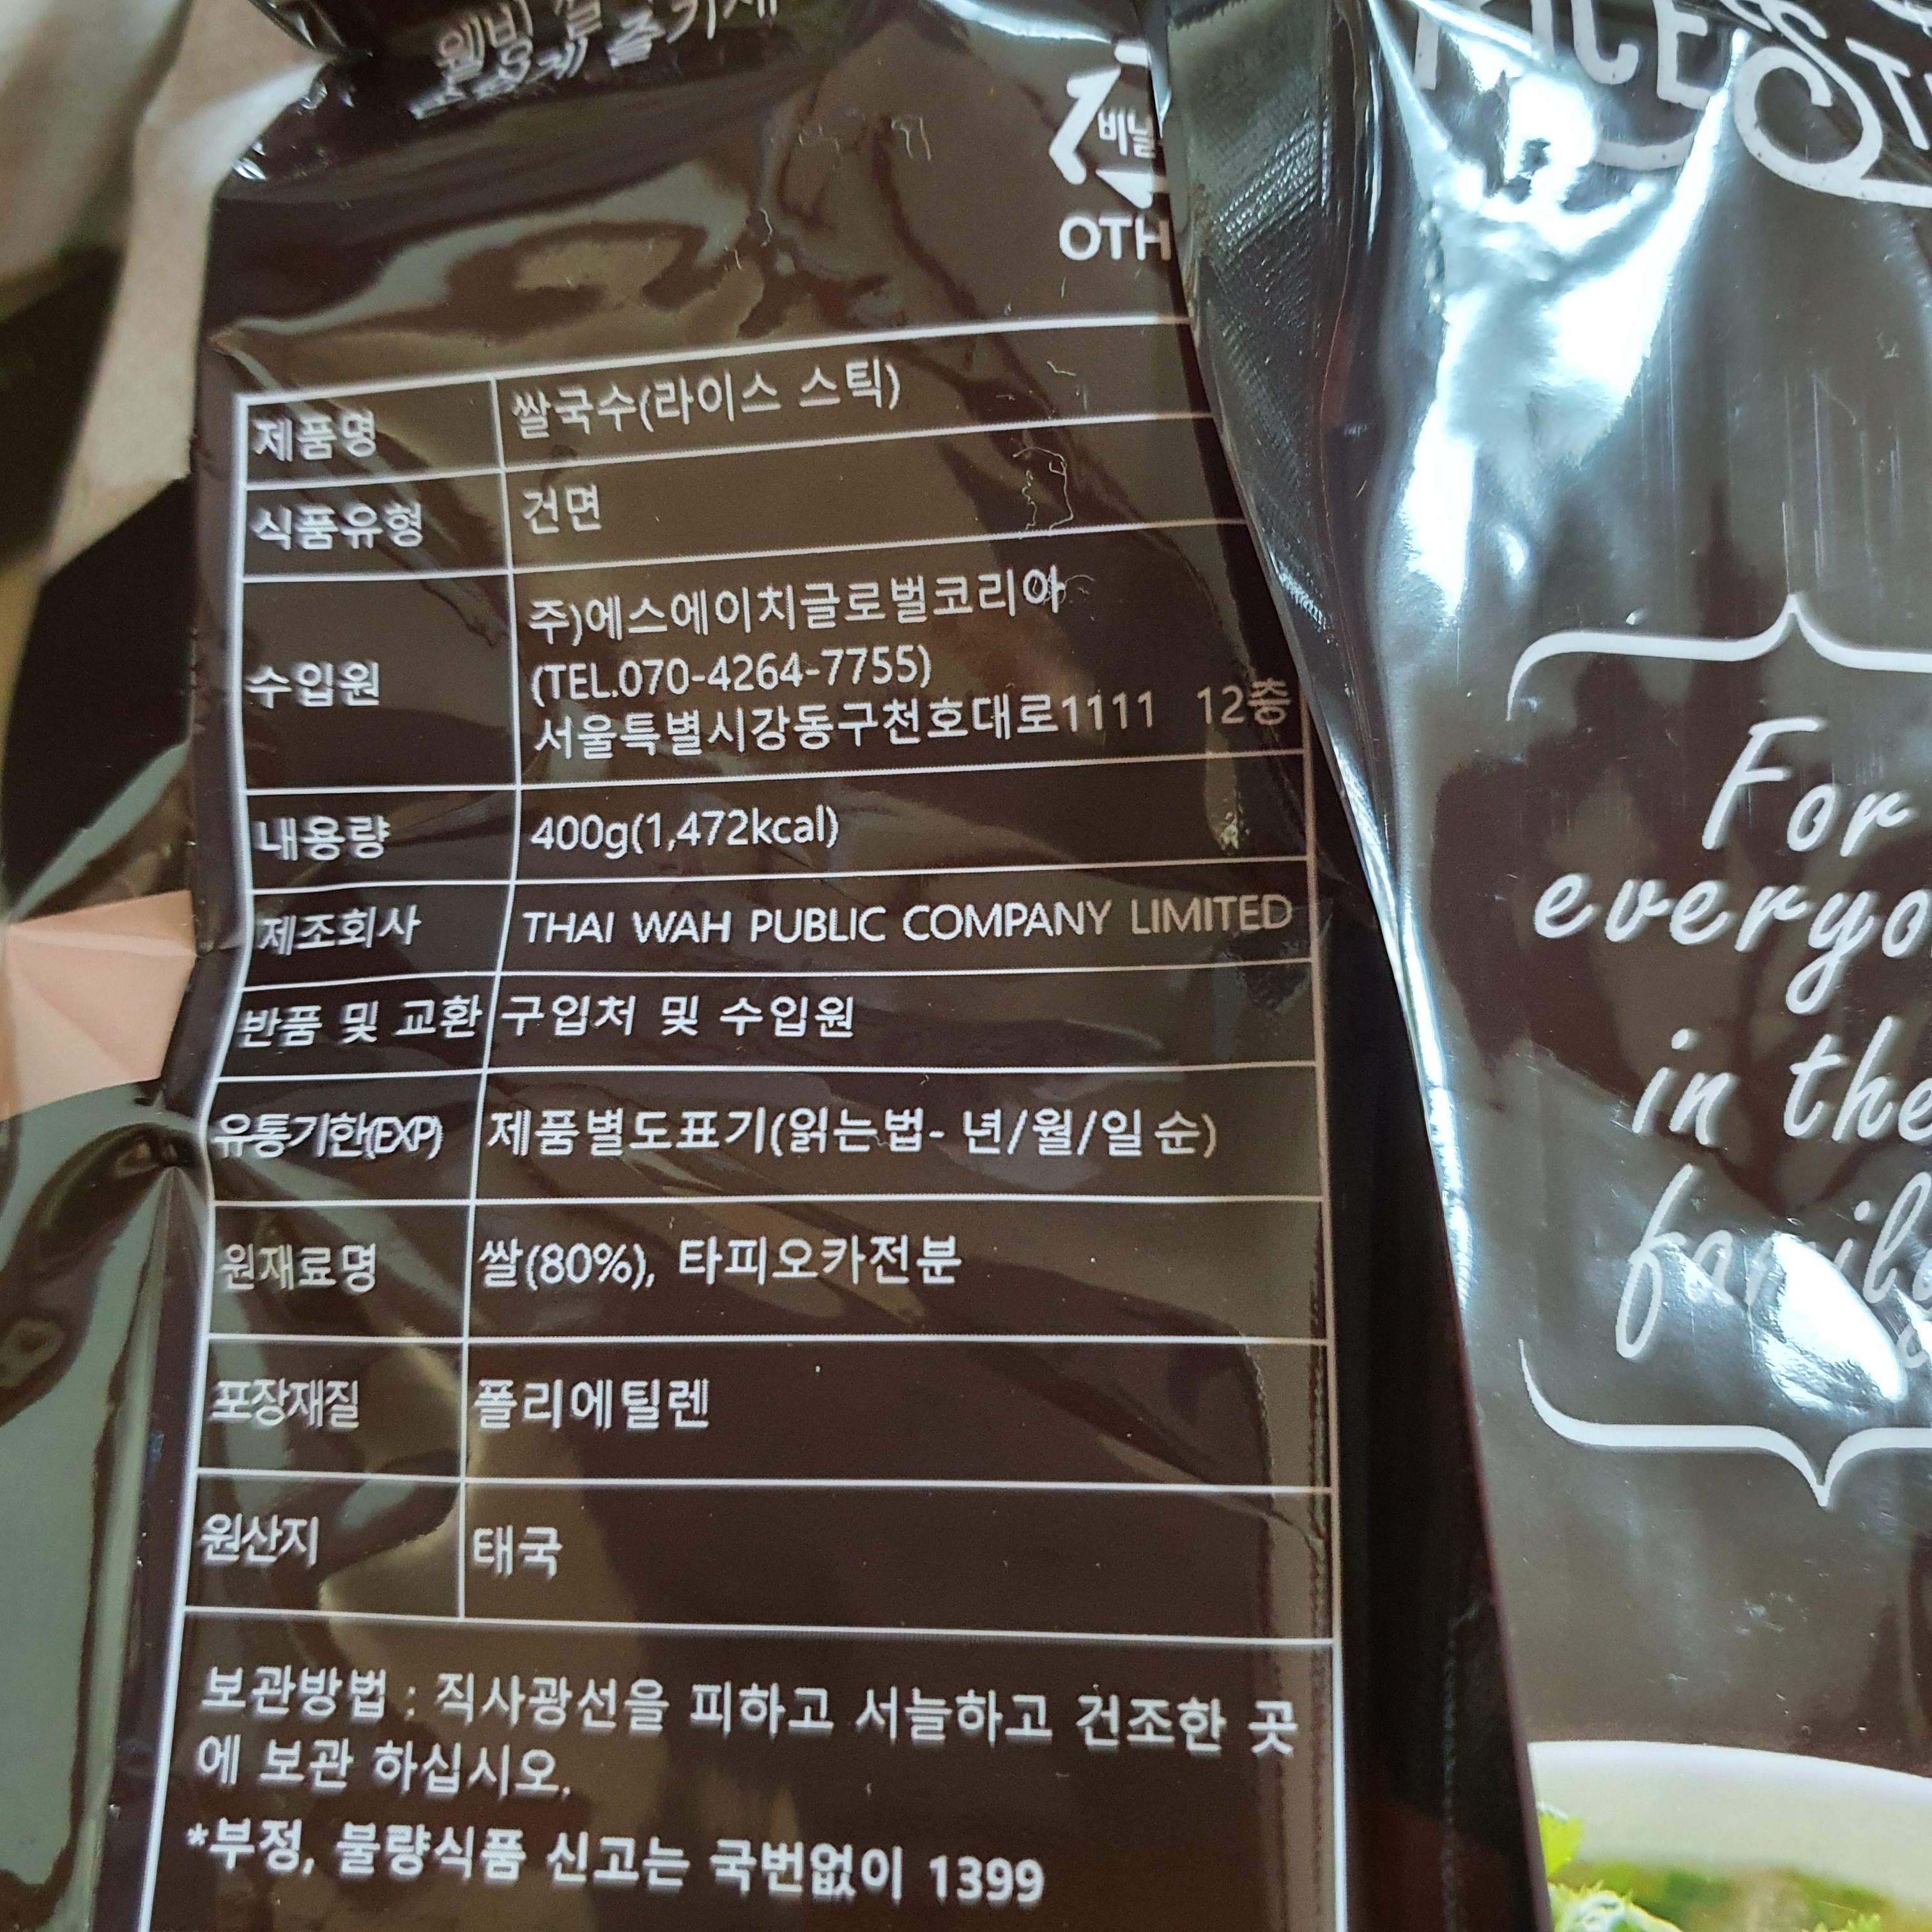 비닐
OTH
제품명 쌀국수(라이스 스틱)
식품유형 건면
수입원 주)에스에이치글로벌코리아
(TEL.070-4264-7755)
서울특별시강동구천호대로1111 12층
내용량 400g(1,472kcal)
제조회사 THAI WAH PUBLIC COMPANY LIMITED
반품 및 교환 구입처 및 수입원
유통기한(EXP) 제품별도표기(읽는법- 년/월/일 순)
원재료명 쌀(80%), 타피오카전분
포장재질 폴리에틸렌
원산지 태국
보관방법 : 직사광선을 피하고 서늘하고 건조한 곳
에 보관 하십시오.
*부정, 불량식품 신고는 국번없이 1399
For
everyo
in the
famil